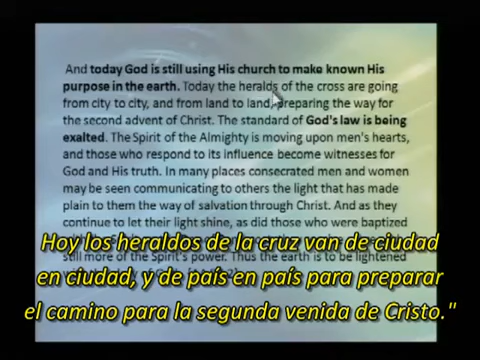 And today God is still using His church to make known His
purpose in the earth. Today the heralds of the cross are going
from city to city, and from land to land, preparing the way for
the second advent of Christ. The standard of God's law is being
exalted. The Spirit of the Almighty is moving upon men's hearts,
and those who respond to its influence become witnesses for
God and His truth. In many places consecrated men and women
may be seen communicating to others the light that has made
plain to them the way of salvation through Christ. And as they
continue to let their light shine, as did those who were baptized
Hoy los heraldos de la cruz van de ciudad
still more of the Spirit's power. Thus the earth is to be lightened
en ciudad, y de país en país para preparar
el camino para la segunda venida de Cristo."